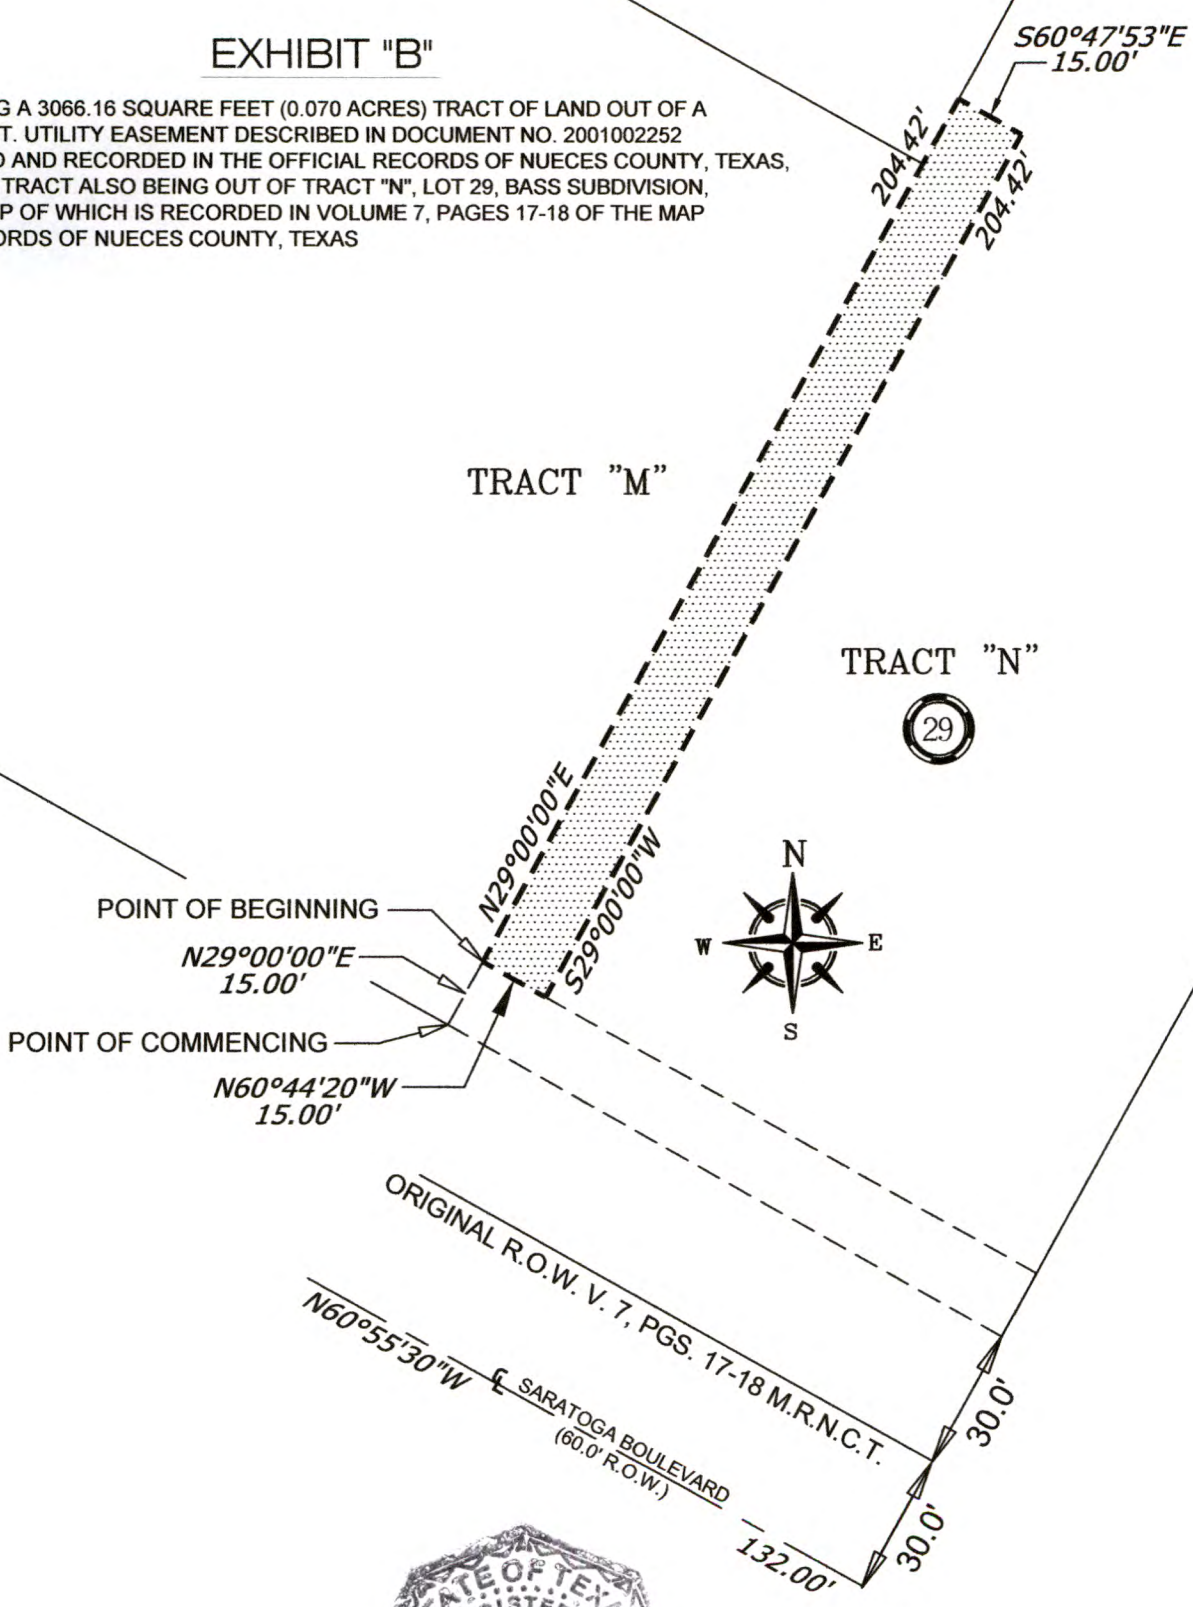 EXHIBIT "B"
A 3066.16 SQUARE FEET (0.070 ACRES) TRACT OF LAND OUT OF A
UTILITY EASEMENT DESCRIBED IN DOCUMENT NO. 2001002252
AND RECORDED IN THE OFFICIAL RECORDS OF NUECES COUNTY, TEXAS,
TRACT ALSO BEING OUT OF TRACT "N", LOT 29, BASS SUBDIVISION,
OF WHICH IS RECORDED IN VOLUME 7, PAGES 17-18 OF THE MAP
OF NUECES COUNTY, TEXAS
S60°47'53"E
15.00'
204.42'
204.42'
TRACT "M"
TRACT "N"
29
N29°00'00"E
S29°00'00"W
N
W
E
S
POINT OF BEGINNING
N29°00'00"E
15.00'
POINT OF COMMENCING
N60°44'20"W
15.00'
ORIGINAL R.O.W. V. 7, PGS. 17-18 M.R.N.C.T.
N60°55'30"W
℄ SARATOGA BOULEVARD
(60.0' R.O.W.)
132.00'
30.0'
30.0'
OF